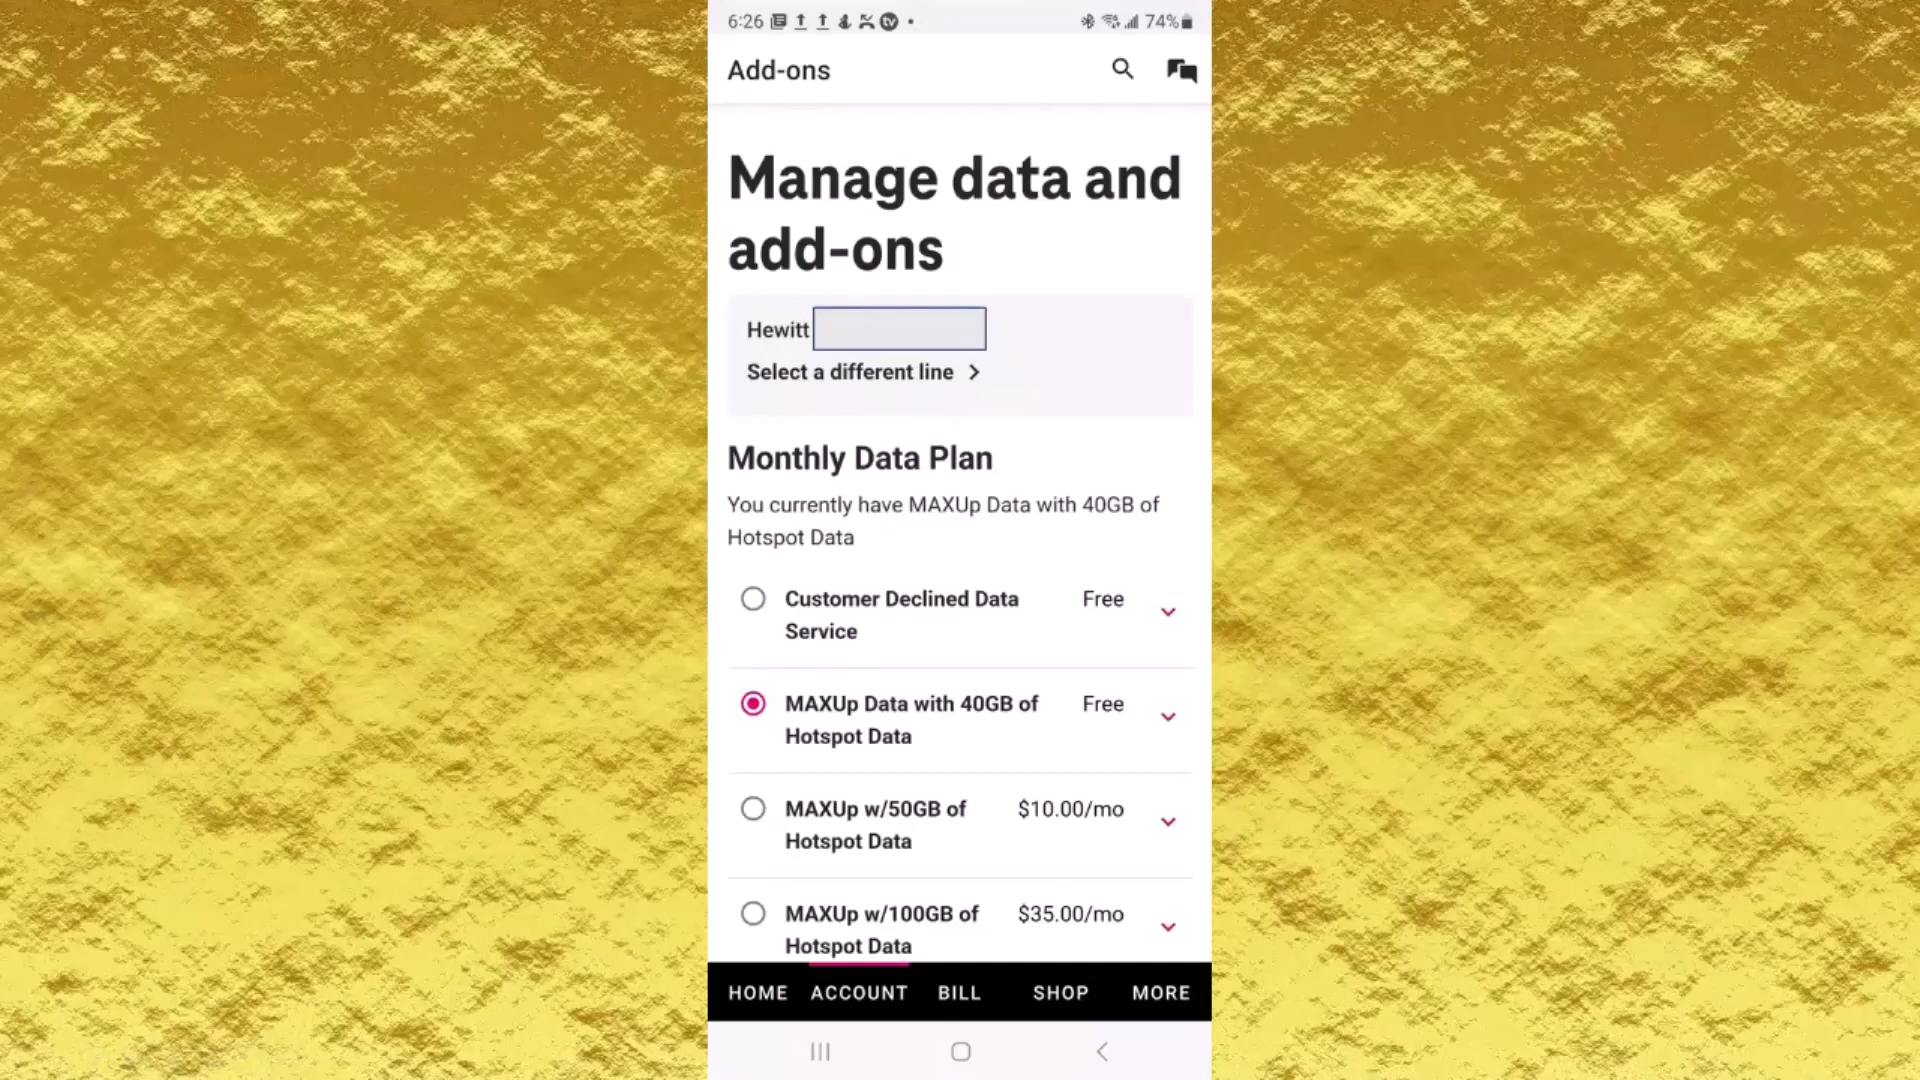 6:26 tv 74%
Add-ons
Manage data and
add-ons
Hewitt
Select a different line
Monthly Data Plan
You currently have MAXUp Data with 40GB of
Hotspot Data
Customer Declined Data Free
Service
MAXUp Data with 40GB of Free
Hotspot Data
MAXUp w/50GB of $10.00/mo
Hotspot Data
MAXUp w/100GB of $35.00/mo
Hotspot Data
HOME ACCOUNT BILL SHOP MORE